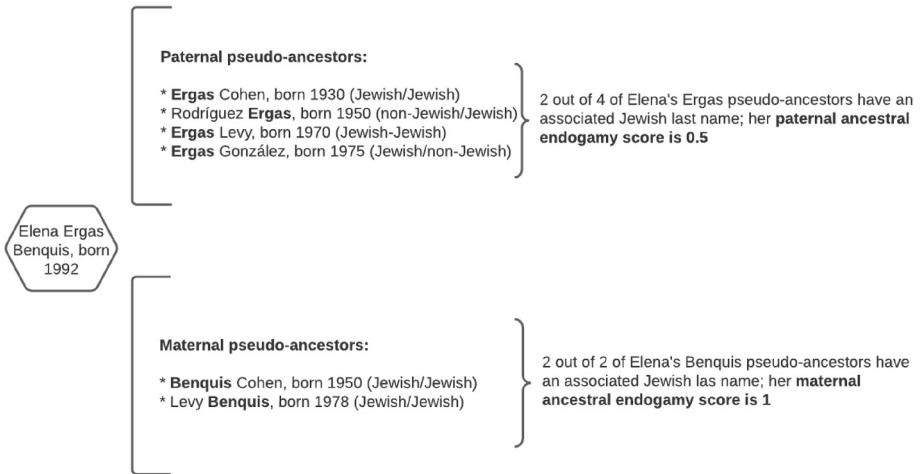 Paternal pseudo-ancestors:
* Ergas Cohen, born 1930 (Jewish/Jewish)
* Rodríguez Ergas, born 1950 (non-Jewish/Jewish)
* Ergas Levy, born 1970 (Jewish-Jewish)
* Ergas González, born 1975 (Jewish/non-Jewish)
2 out of 4 of Elena's Ergas pseudo-ancestors have an
associated Jewish last name; her paternal ancestral
endogamy score is 0.5
Elena Ergas
Benquis, born
1992
Maternal pseudo-ancestors:
* Benquis Cohen, born 1950 (Jewish/Jewish)
* Levy Benquis, born 1978 (Jewish/Jewish)
2 out of 2 of Elena's Benquis pseudo-ancestors have
an associated Jewish las name; her maternal
ancestral endogamy score is 1